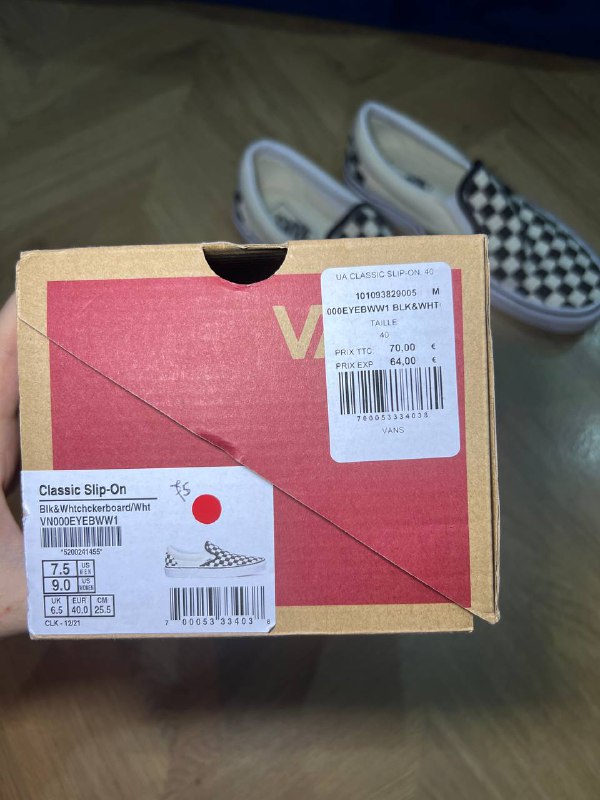 UA CLASSIC SLIP-ON. 40
101093829005 M
000EYEBWW1 BLK&WHT
TAILLE
40
PRIX TTC 70,00 €
PRIX EXP 64,00 €
700053334038
VANS
VA
Classic Slip-On
Blk&Whtchckerboard/Wht
VN000EYEBWW1
*5200241455*
7.5 US MEN
9.0 US WOMEN
UK EUR CM
6.5 40.0 25.5
CLK - 12/21
7 00053 33403 8